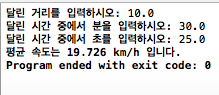 달린 거리를 입력하시오: 10.0
달린 시간 중에서 분을 입력하시오: 30.0
달린 시간 중에서 초를 입력하시오: 25.0
평균 속도는 19.726 km/h 입니다.
Program ended with exit code: 0